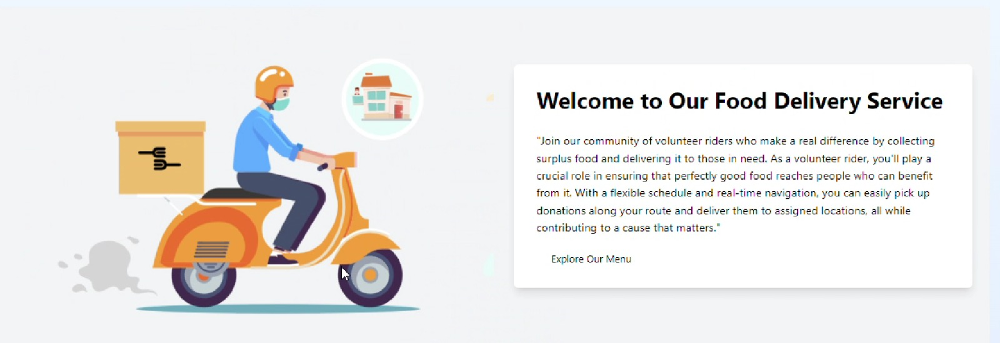 Welcome to Our Food Delivery Service
"Join our community of volunteer riders who make a real difference by collecting
surplus food and delivering it to those in need. As a volunteer rider, you'll play a
crucial role in ensuring that perfectly good food reaches people who can benefit
from it. With a flexible schedule and real-time navigation, you can easily pick up
donations along your route and deliver them to assigned locations, all while
contributing to a cause that matters."
Explore Our Menu